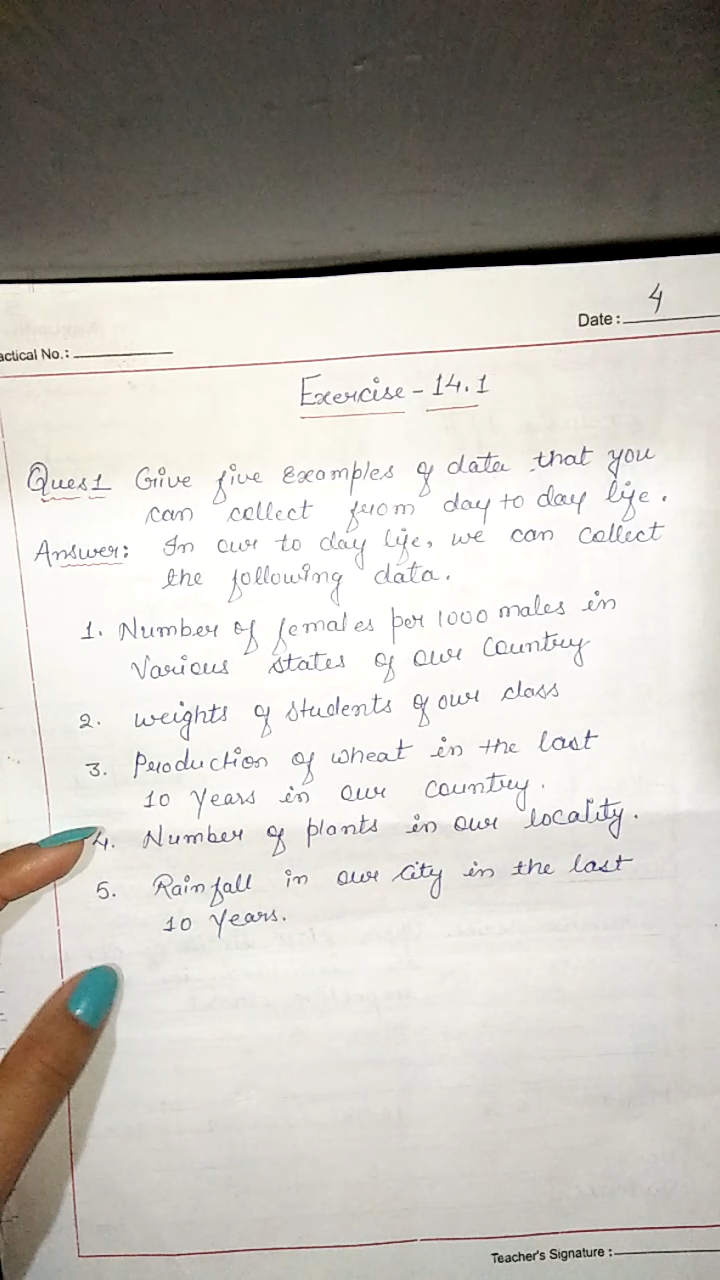 4
Date:
actical No.:
Exercise - 14.1
Ques1 Give five examples of data that you
can collect from day to day life.
Answer: In our to day life, we can collect
the following data.
1. Number of females per 1000 males in
Various states of our Country
2. weights of students of our class
3. Production of wheat in the last
10 Years in our country.
4. Number of plants in our locality.
5. Rainfall in our city in the last
10 Years.
Teacher's Signature :